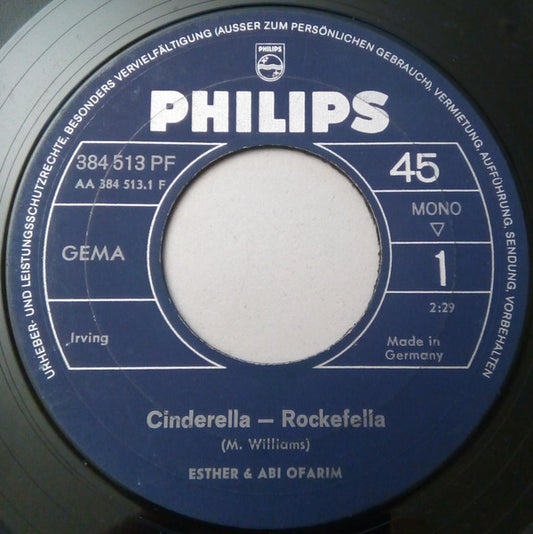 URHEBER- UND LEISTUNGSSCHUTZRECHTE, BESONDERS VERVIELFÄLTIGUNG (AUSSER ZUM PERSÖNLICHEN GEBRAUCH), VERMIETUNG, AUFFÜHRUNG, SENDUNG, VORBEHALTEN
PHILIPS
PHILIPS
384 513 PF
AA 384 513.1 F
45
MONO
GEMA
1
2:29
Irving
Made in
Germany
Cinderella – Rockefella
(M. Williams)
ESTHER & ABI OFARIM